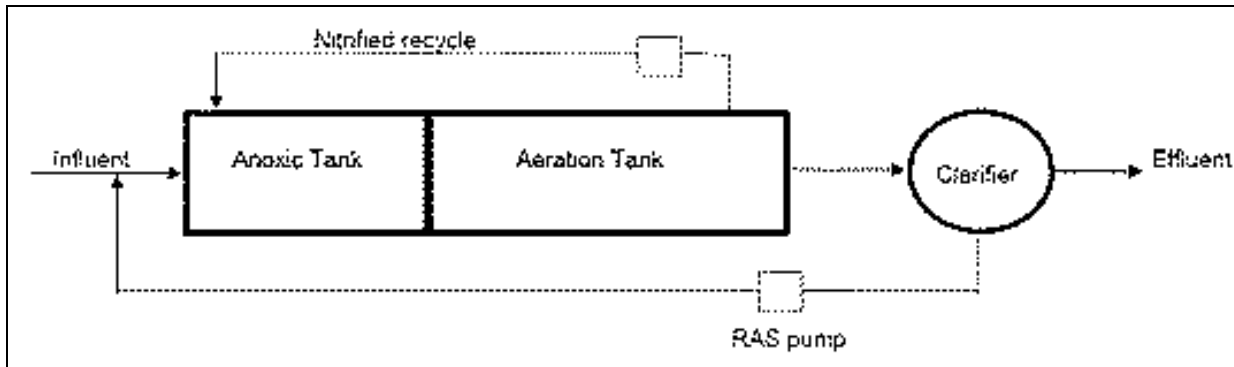 Nitrified recycle
Influent
Anoxic Tank
Aeration Tank
Clarifier
Effluent
RAS pump